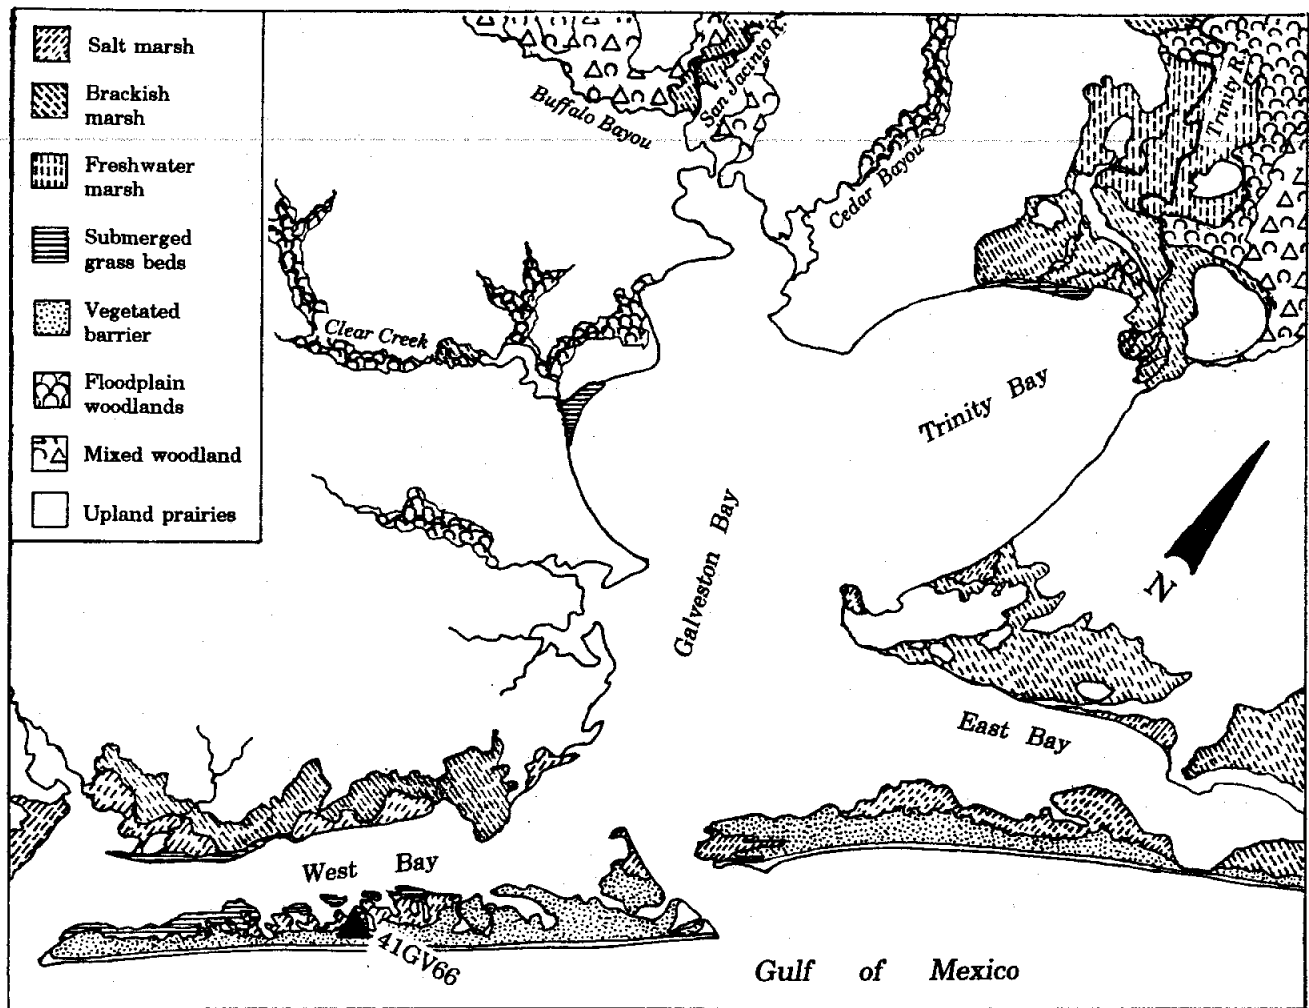 Salt marsh
Brackish
marsh
Freshwater
marsh
Submerged
grass beds
Vegetated
barrier
Floodplain
woodlands
Mixed woodland
Upland prairies
Buffalo Bayou
San Jacinto R.
Cedar Bayou
Trinity R.
Clear Creek
Trinity Bay
Galveston Bay
N
East Bay
West Bay
41GV66
Gulf of Mexico